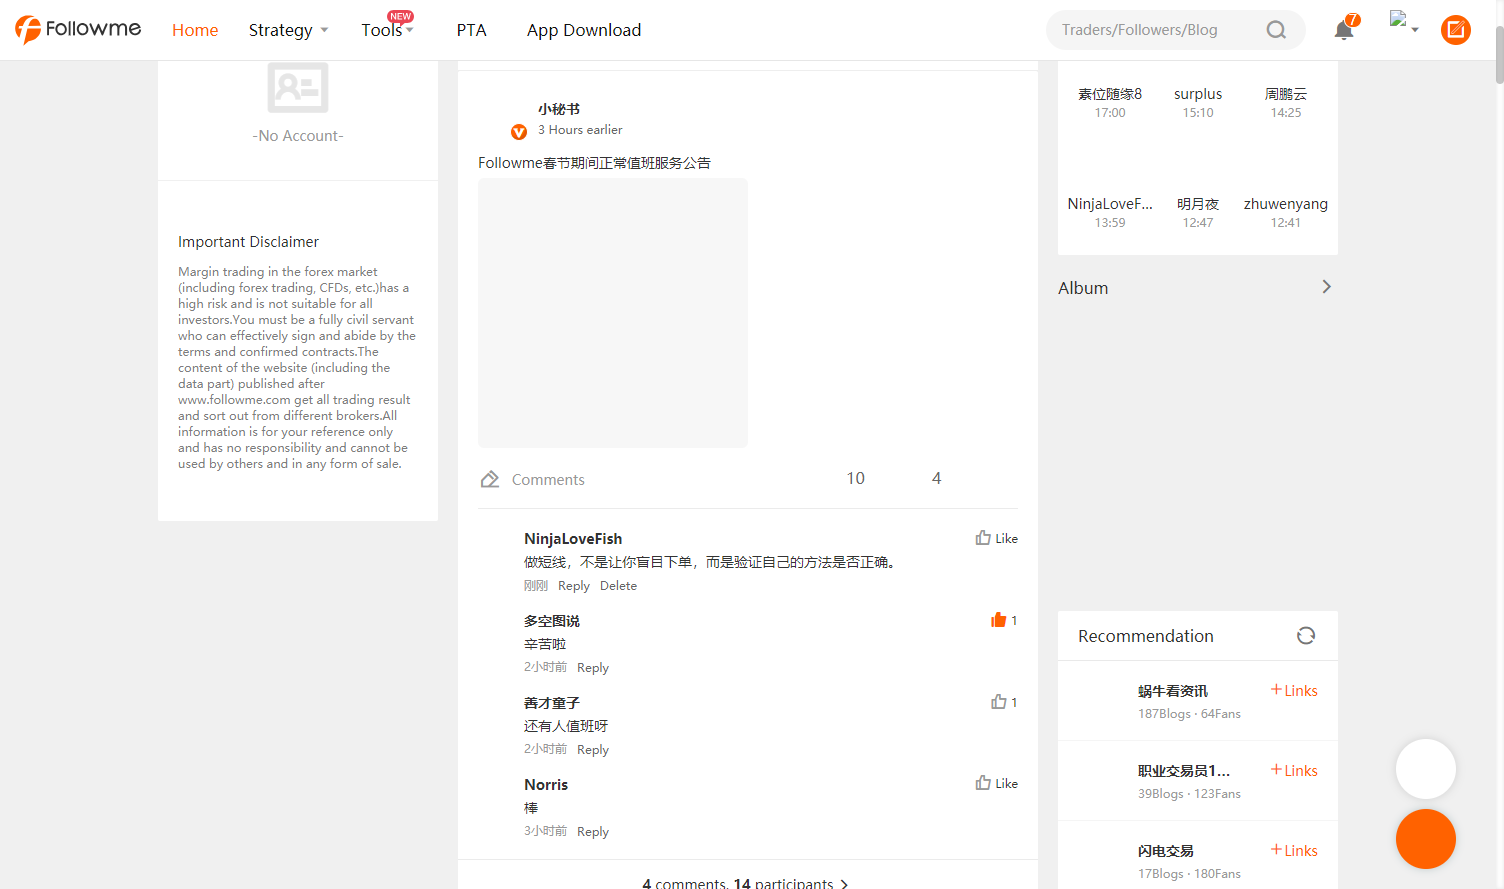 Followme
Home
Strategy
Tools
NEW
PTA
App Download
Traders/Followers/Blog
7
-No Account-
Important Disclaimer
Margin trading in the forex market
(including forex trading, CFDs, etc.)has a
high risk and is not suitable for all
investors.You must be a fully civil servant
who can effectively sign and abide by the
terms and confirmed contracts.The
content of the website (including the
data part) published after
www.followme.com get all trading result
and sort out from different brokers.All
information is for your reference only
and has no responsibility and cannot be
used by others and in any form of sale.
小秘书
3 Hours earlier
Followme春节期间正常值班服务公告
Comments
10
4
NinjaLoveFish
Like
做短线，不是让你盲目下单，而是验证自己的方法是否正确。
刚刚 Reply Delete
多空图说
1
辛苦啦
2小时前 Reply
善才童子
1
还有人值班呀
2小时前 Reply
Norris
Like
棒
3小时前 Reply
4 comments, 14 participants
素位随缘8 surplus 周鹏云
17:00 15:10 14:25
NinjaLoveF... 明月夜 zhuwenyang
13:59 12:47 12:41
Album
Recommendation
蜗牛看资讯
+Links
187Blogs · 64Fans
职业交易员1...
+Links
39Blogs · 123Fans
闪电交易
+Links
17Blogs · 180Fans